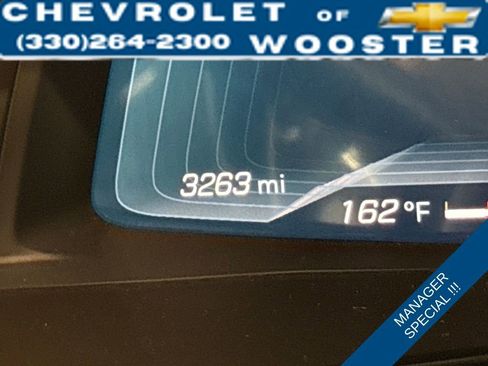 CHEVROLET OF
(330)264-2300 WOOSTER
3263 mi
162 °F
MANAGER
SPECIAL !!!